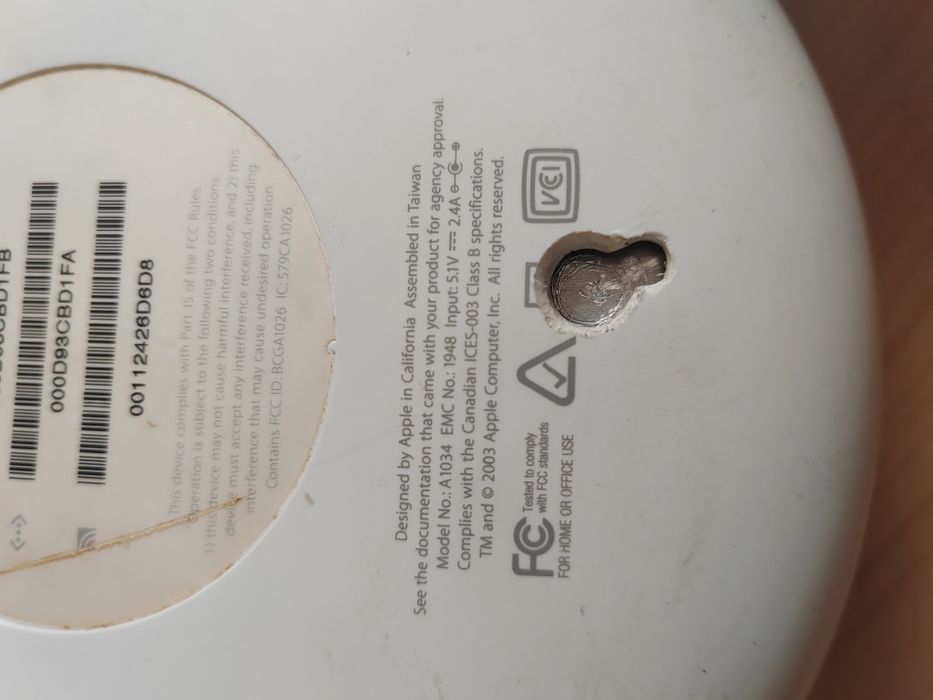 000D93CBD1FA
00112426D6D8
This device complies with Part 15 of the FCC Rules
Operation is subject to the following two conditions:
1) this device may not cause harmful interference, and 2) this
device must accept any interference received, including
interference that may cause undesired operation.
Contains FCC ID: BCGA1026 IC: 579CA1026
Designed by Apple in California Assembled in Taiwan
See the documentation that came with your product for agency approval.
Model No.: A1034 EMC No.: 1948 Input: 5.1V 2.4A
Complies with the Canadian ICES-003 Class B specifications.
TM and © 2003 Apple Computer, Inc. All rights reserved.
FC Tested to comply
with FCC standards
FOR HOME OR OFFICE USE
VCI